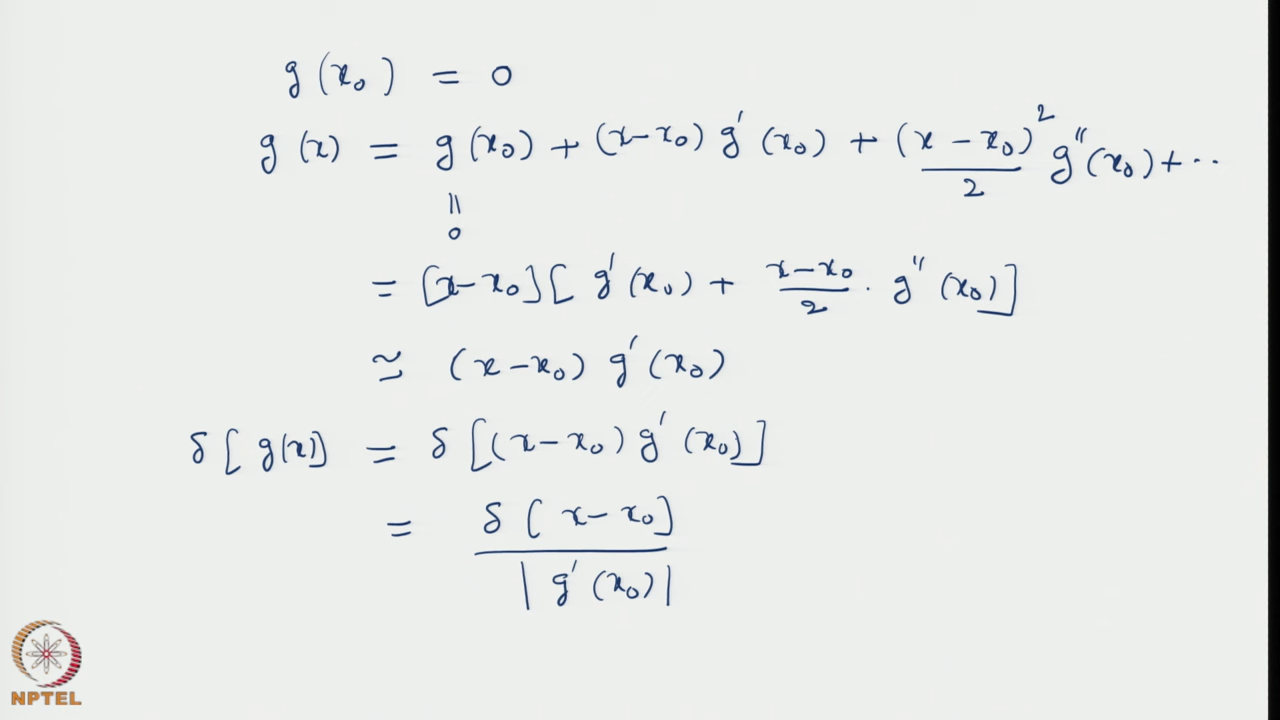 g(x₀) = 0
g(x) = g(x₀) + (x-x₀) g'(x₀) + (x-x₀)²/2 g''(x₀) + ..
||
0
= [x-x₀][ g'(x₀) + x-x₀/2 . g''(x₀)]
≃ (x-x₀) g'(x₀)
δ[g(x)] = δ[(x-x₀) g'(x₀)]
= δ[x-x₀] / |g'(x₀)|
NPTEL